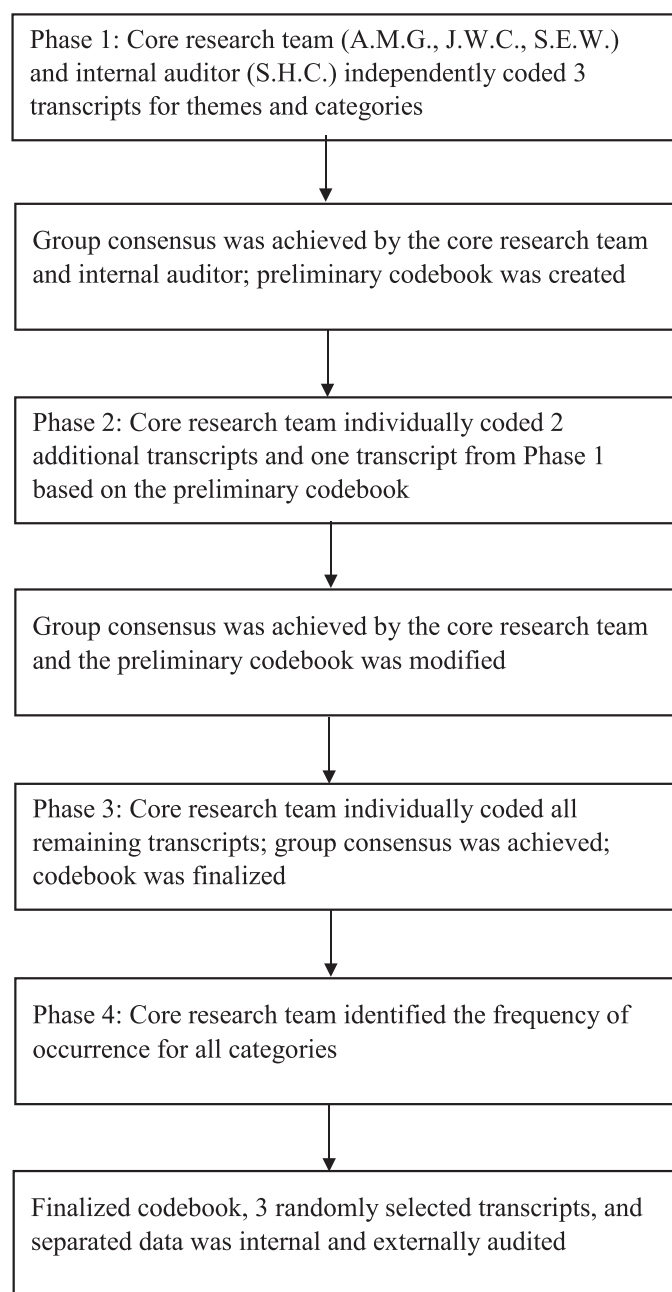 Phase 1: Core research team (A.M.G., J.W.C., S.E.W.)
and internal auditor (S.H.C.) independently coded 3
transcripts for themes and categories
Group consensus was achieved by the core research team
and internal auditor; preliminary codebook was created
Phase 2: Core research team individually coded 2
additional transcripts and one transcript from Phase 1
based on the preliminary codebook
Group consensus was achieved by the core research team
and the preliminary codebook was modified
Phase 3: Core research team individually coded all
remaining transcripts; group consensus was achieved;
codebook was finalized
Phase 4: Core research team identified the frequency of
occurrence for all categories
Finalized codebook, 3 randomly selected transcripts, and
separated data was internal and externally audited